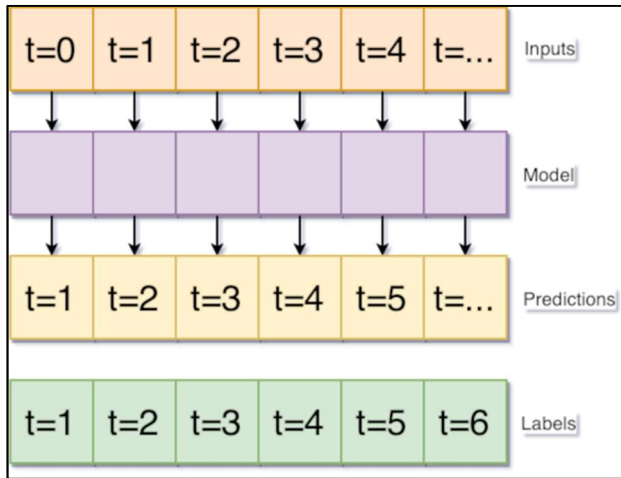 t=0 t=1 t=2 t=3 t=4 t=... Inputs
Model
t=1 t=2 t=3 t=4 t=5 t=... Predictions
t=1 t=2 t=3 t=4 t=5 t=6 Labels